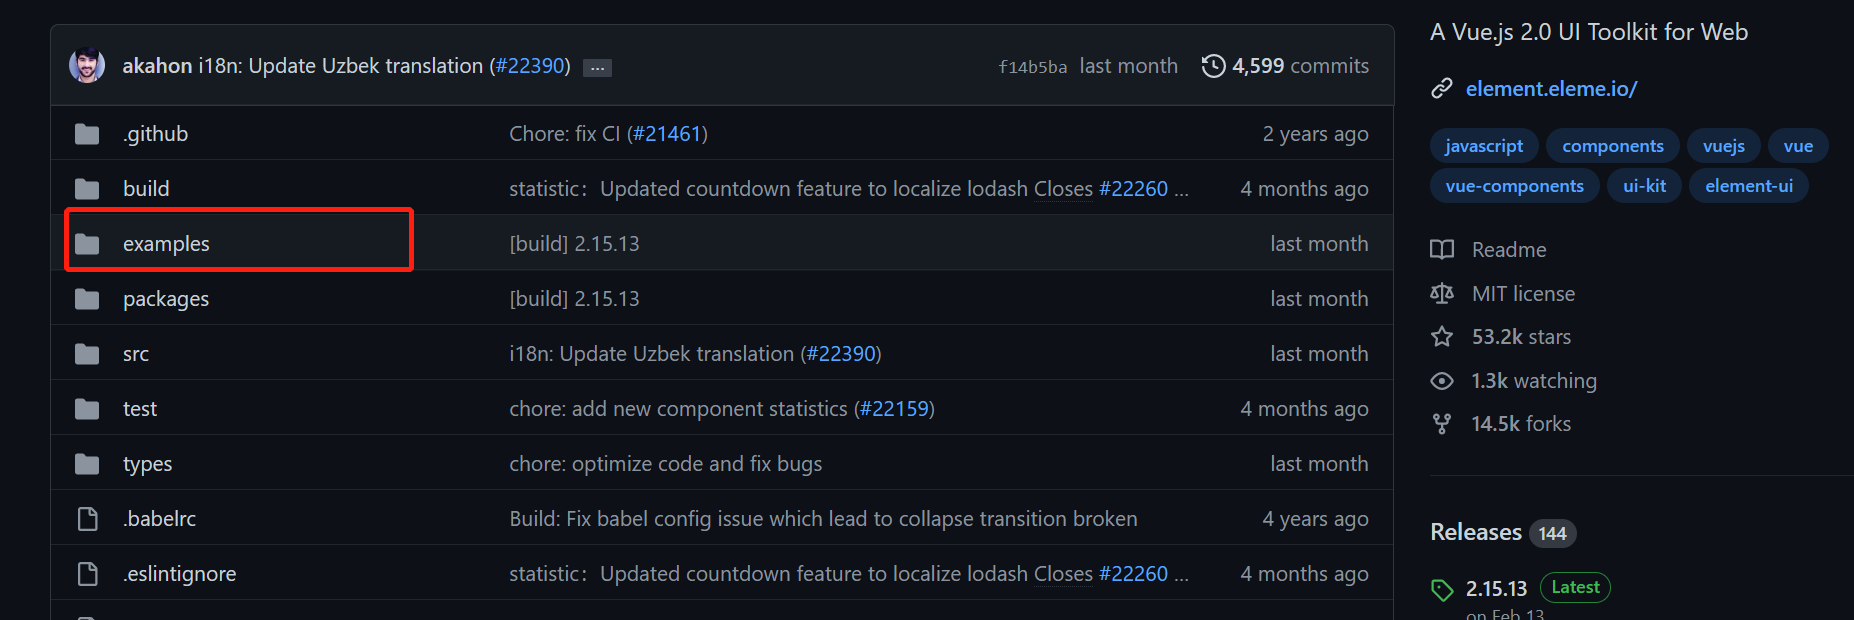 akahon i18n: Update Uzbek translation (#22390) ... f14b5ba last month 4,599 commits
.github Chore: fix CI (#21461) 2 years ago
build statistic：Updated countdown feature to localize lodash Closes #22260 ... 4 months ago
examples [build] 2.15.13 last month
packages [build] 2.15.13 last month
src i18n: Update Uzbek translation (#22390) last month
test chore: add new component statistics (#22159) 4 months ago
types chore: optimize code and fix bugs last month
.babelrc Build: Fix babel config issue which lead to collapse transition broken 4 years ago
.eslintignore statistic：Updated countdown feature to localize lodash Closes #22260 ... 4 months ago
A Vue.js 2.0 UI Toolkit for Web
element.eleme.io/
javascript components vuejs vue
vue-components ui-kit element-ui
Readme
MIT license
53.2k stars
1.3k watching
14.5k forks
Releases 144
2.15.13 Latest
on Feb 13